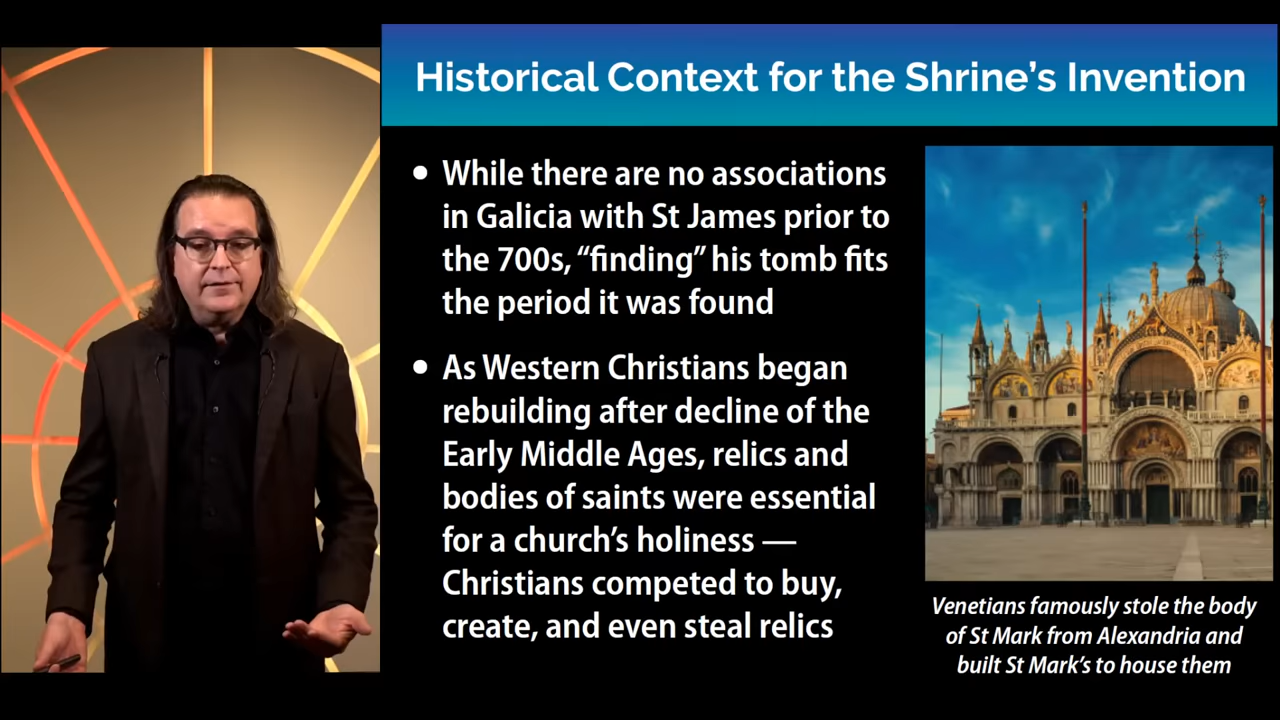 Historical Context for the Shrine’s Invention
• While there are no associations
in Galicia with St James prior to
the 700s, “finding” his tomb fits
the period it was found
• As Western Christians began
rebuilding after decline of the
Early Middle Ages, relics and
bodies of saints were essential
for a church’s holiness —
Christians competed to buy,
create, and even steal relics
Venetians famously stole the body
of St Mark from Alexandria and
built St Mark’s to house them